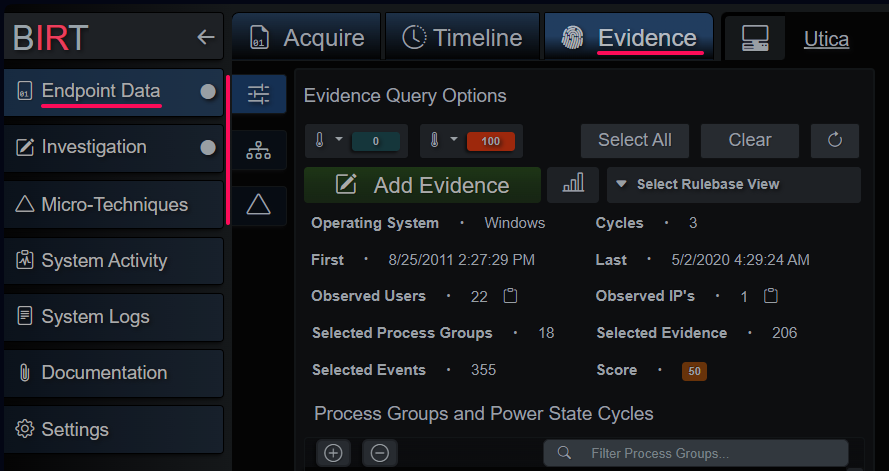 BIRT
Acquire
Timeline
Evidence
Utica
Endpoint Data
Investigation
Micro-Techniques
System Activity
System Logs
Documentation
Settings
Evidence Query Options
0
100
Select All
Clear
Add Evidence
Select Rulebase View
Operating System · Windows
Cycles · 3
First · 8/25/2011 2:27:29 PM
Last · 5/2/2020 4:29:24 AM
Observed Users · 22
Observed IP's · 1
Selected Process Groups · 18
Selected Evidence · 206
Selected Events · 355
Score · 50
Process Groups and Power State Cycles
Filter Process Groups...